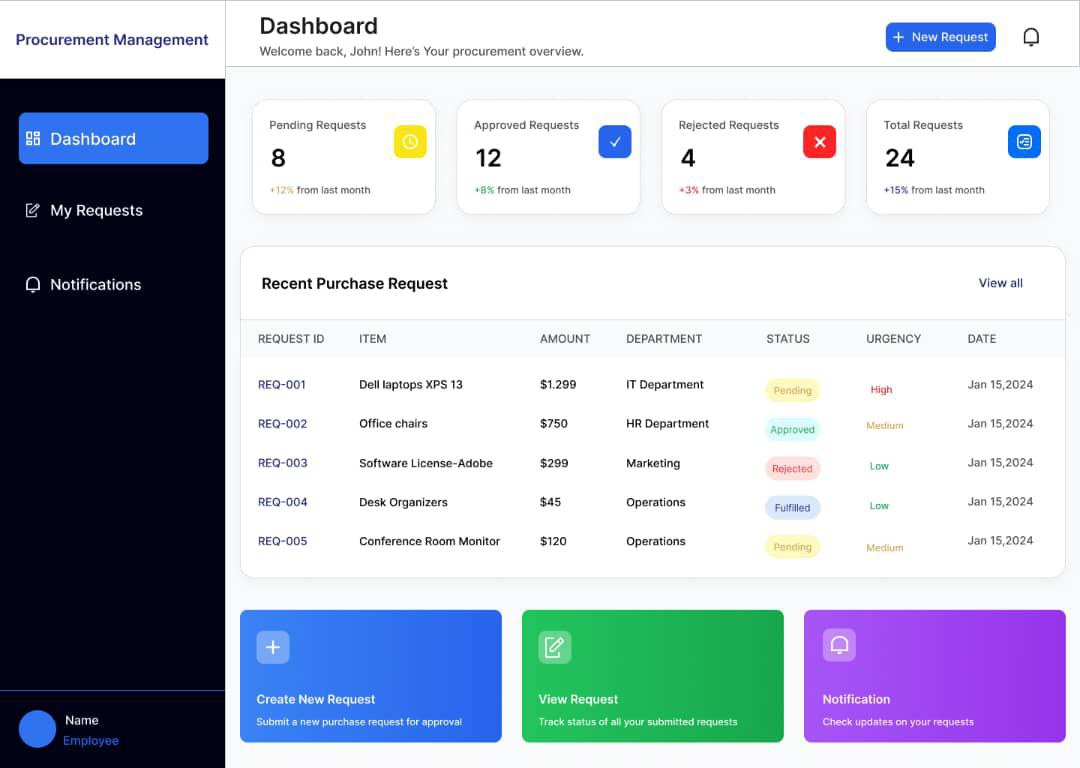 Procurement Management
Dashboard
Welcome back, John! Here's Your procurement overview.
+ New Request
Dashboard
My Requests
Notifications
Name
Employee
Pending Requests
8
+12% from last month
Approved Requests
12
+8% from last month
Rejected Requests
4
+3% from last month
Total Requests
24
+15% from last month
Recent Purchase Request
View all
REQUEST ID ITEM AMOUNT DEPARTMENT STATUS URGENCY DATE
REQ-001 Dell laptops XPS 13 $1.299 IT Department Pending High Jan 15,2024
REQ-002 Office chairs $750 HR Department Approved Medium Jan 15,2024
REQ-003 Software License-Adobe $299 Marketing Rejected Low Jan 15,2024
REQ-004 Desk Organizers $45 Operations Fulfilled Low Jan 15,2024
REQ-005 Conference Room Monitor $120 Operations Pending Medium Jan 15,2024
Create New Request
Submit a new purchase request for approval
View Request
Track status of all your submitted requests
Notification
Check updates on your requests